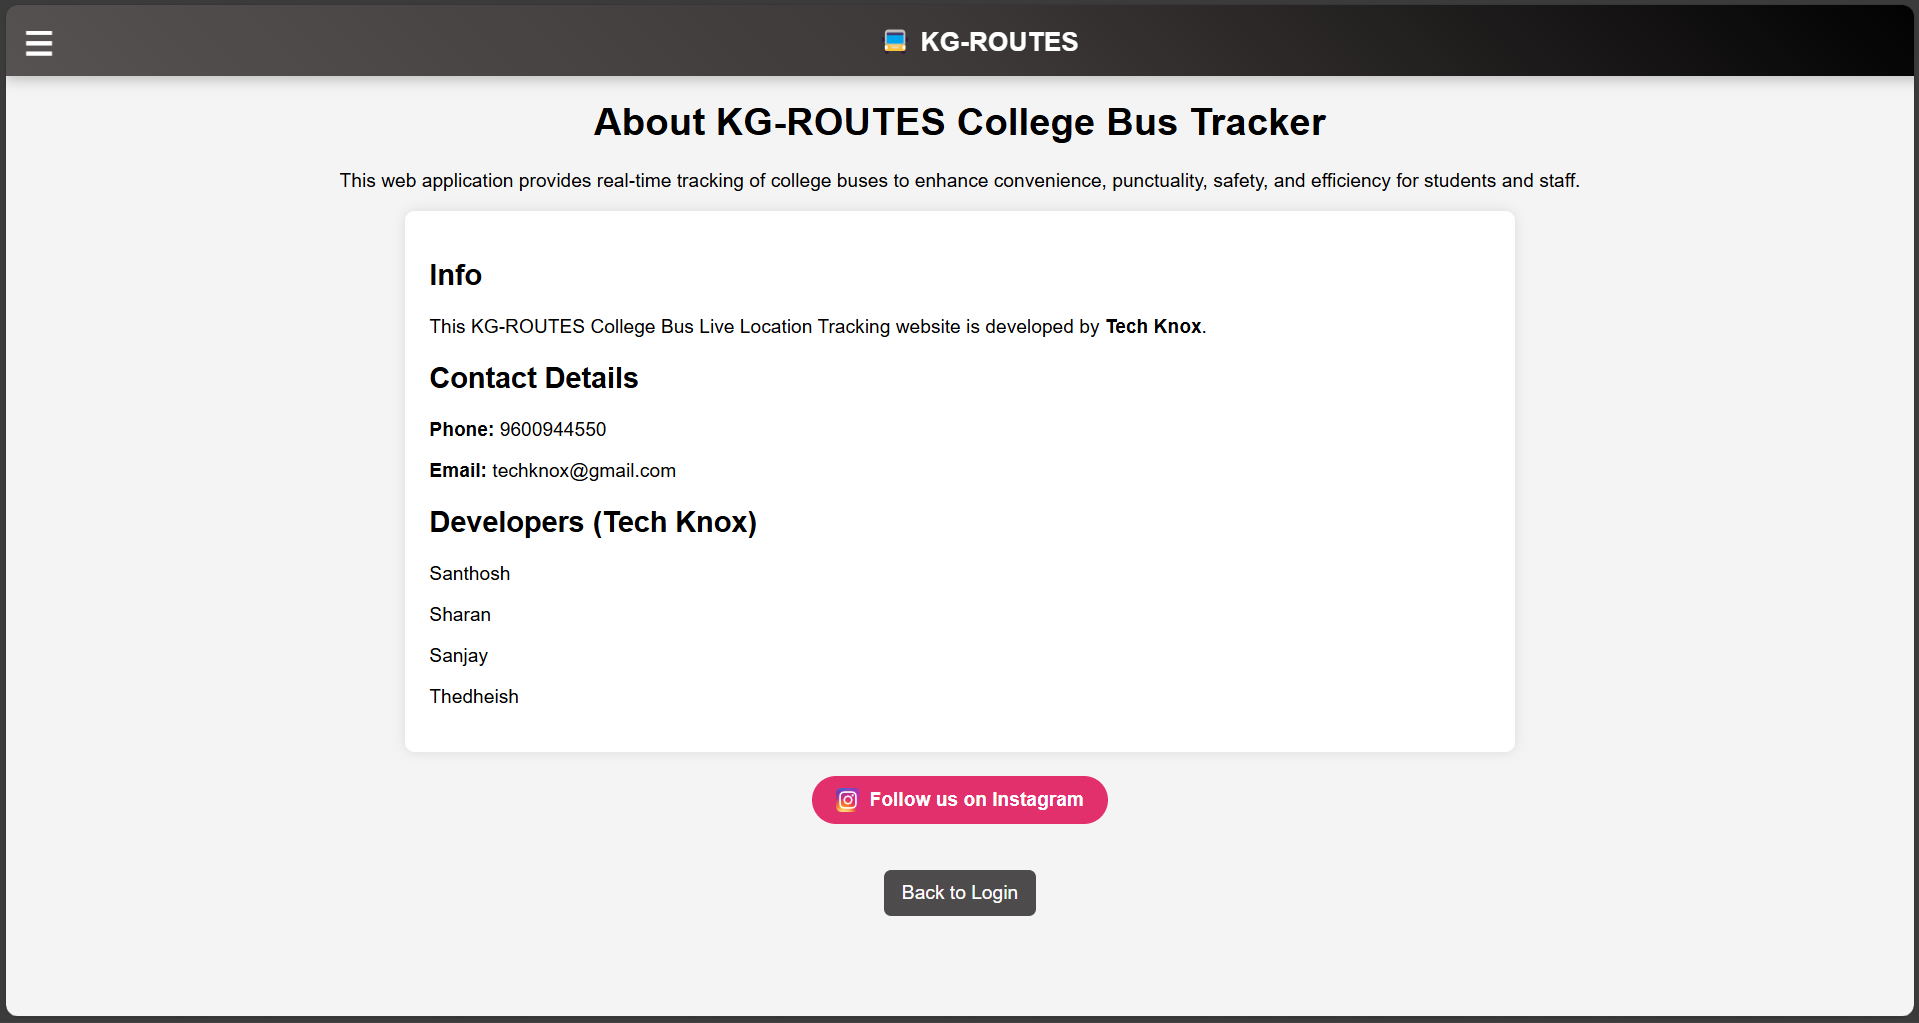 KG-ROUTES
About KG-ROUTES College Bus Tracker
This web application provides real-time tracking of college buses to enhance convenience, punctuality, safety, and efficiency for students and staff.
Info
This KG-ROUTES College Bus Live Location Tracking website is developed by Tech Knox.
Contact Details
Phone: 9600944550
Email: techknox@gmail.com
Developers (Tech Knox)
Santhosh
Sharan
Sanjay
Thedheish
Follow us on Instagram
Back to Login